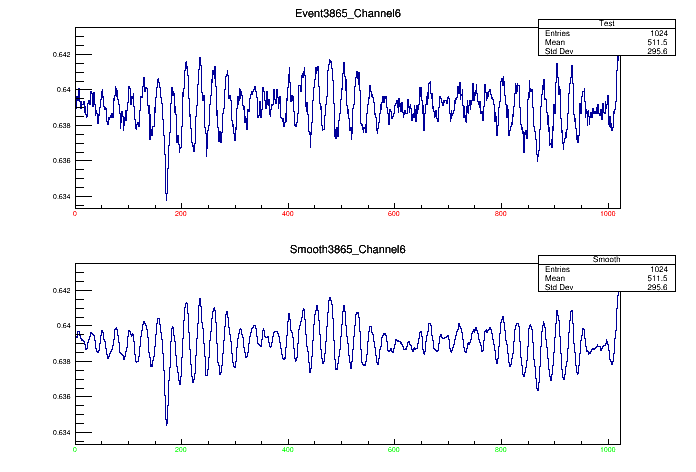 Event3865_Channel6
Test
Entries 1024
Mean 511.5
Std Dev 295.6
0.642
0.64
0.638
0.636
0.634
0 200 400 600 800 1000
Smooth3865_Channel6
Smooth
Entries 1024
Mean 511.5
Std Dev 295.6
0.642
0.64
0.638
0.636
0.634
0 200 400 600 800 1000